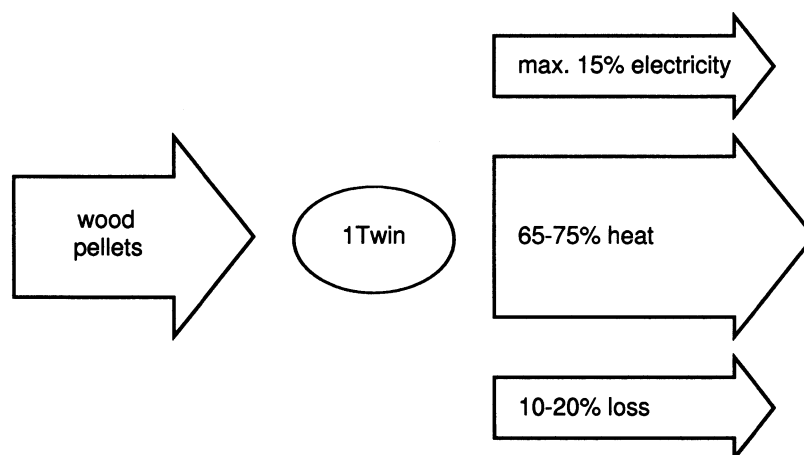 wood
pellets
1Twin
max. 15% electricity
65-75% heat
10-20% loss